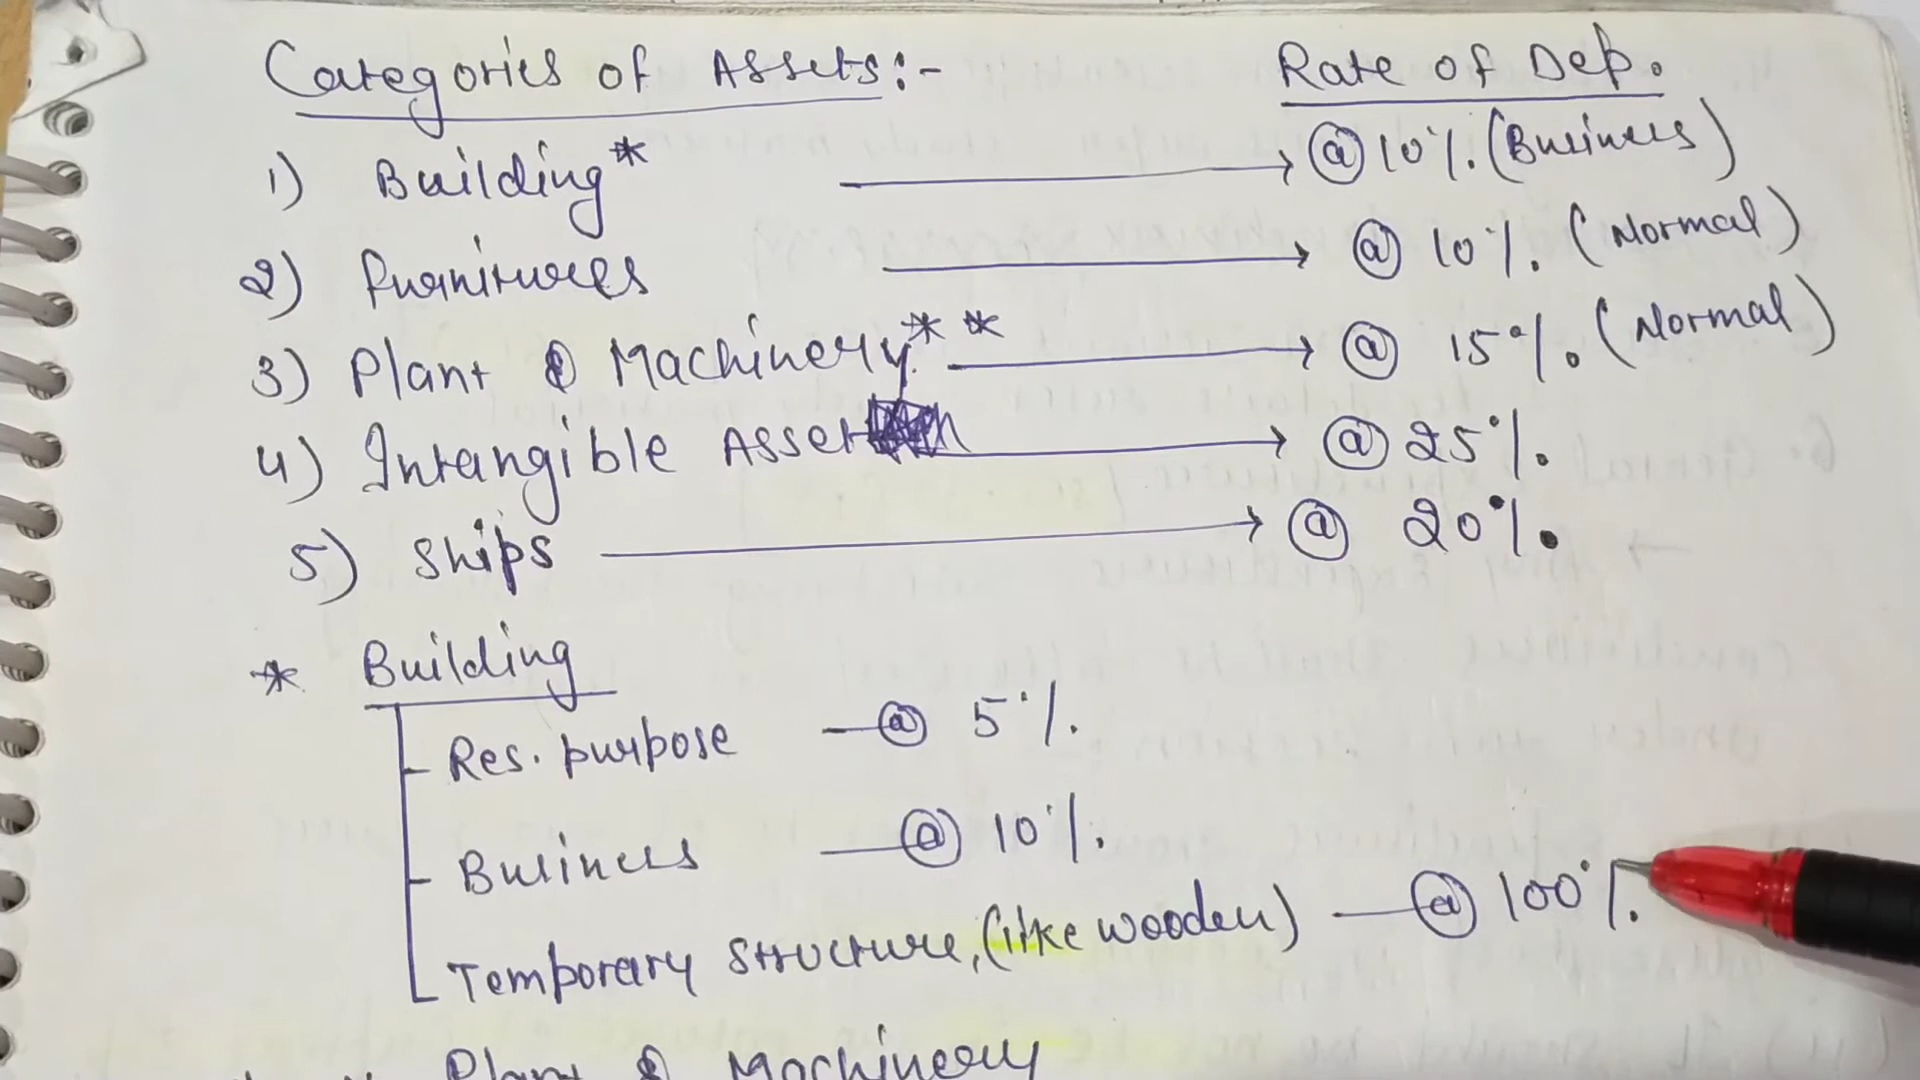 Categories of Assets:- Rate of Dep.
1) Building* → @ 10%. (Business)
2) Furnitures → @ 10%. (Normal)
3) Plant & Machinery** → @ 15%. (Normal)
4) Intangible Asset → @ 25%.
5) Ships → @ 20%.
* Building
Res. purpose — @ 5%.
Business — @ 10%.
Temporary structure, (like wooden) — @ 100%.
Plant & Machinery